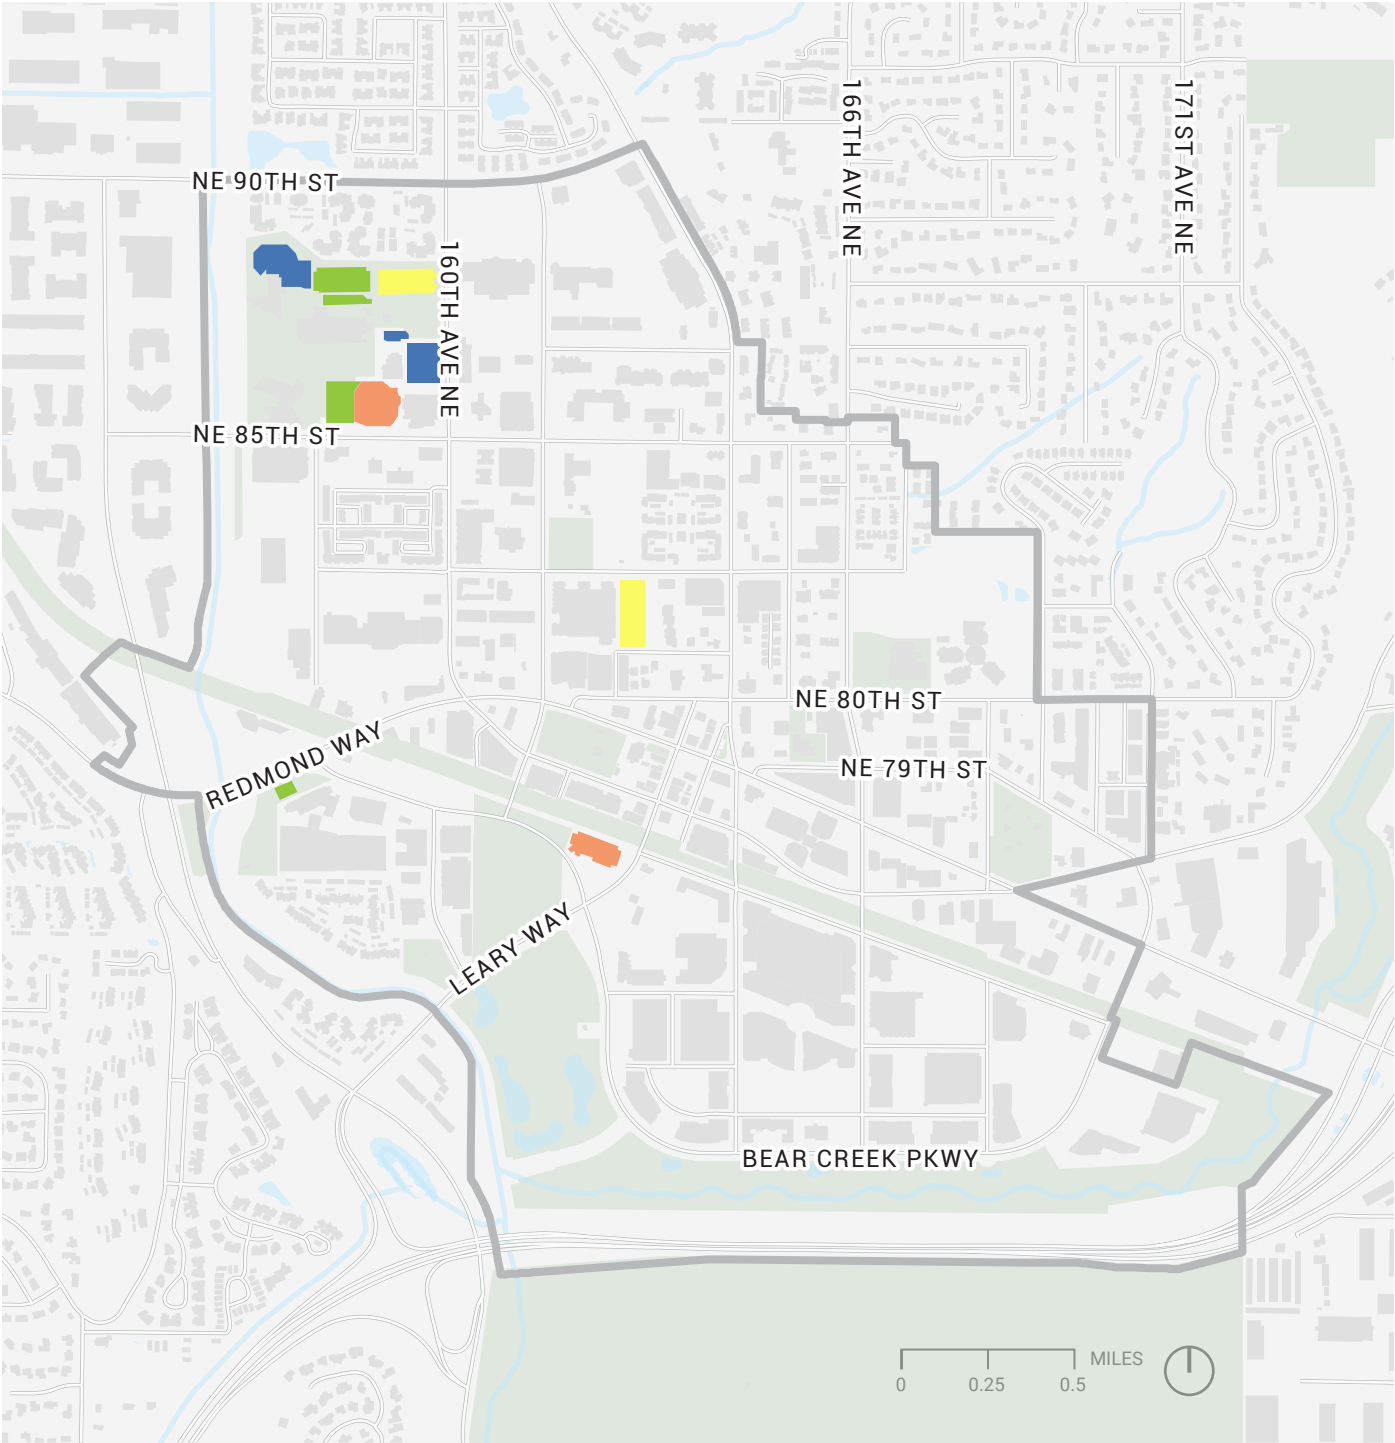 166TH AVE NE
171ST AVE NE
NE 90TH ST
160TH AVE NE
NE 85TH ST
NE 80TH ST
REDMOND WAY
NE 79TH ST
LEARY WAY
BEAR CREEK PKWY
MILES
0 0.25 0.5